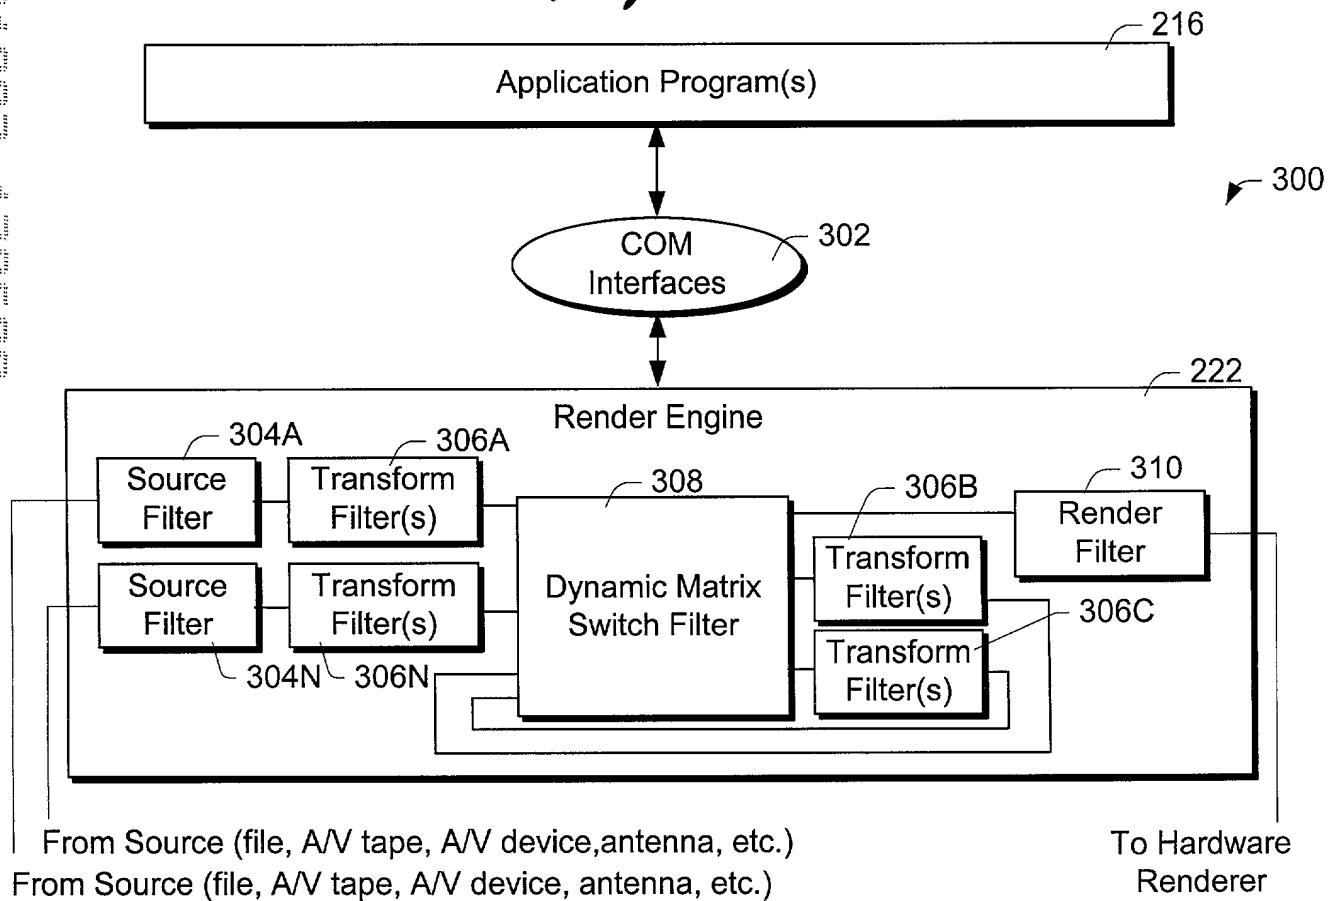 216
Application Program(s)
300
COM
Interfaces
302
222
Render Engine
304A
306A
308
306B
310
Source
Filter
Transform
Filter(s)
Render
Filter
Dynamic Matrix
Switch Filter
Transform
Filter(s)
Source
Filter
Transform
Filter(s)
306C
Transform
Filter(s)
304N
306N
From Source (file, A/V tape, A/V device,antenna, etc.)
From Source (file, A/V tape, A/V device, antenna, etc.)
To Hardware
Renderer